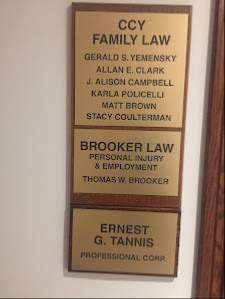 CCY
FAMILY LAW
GERALD S. YEMENSKY
ALLAN E. CLARK
J. ALISON CAMPBELL
KARLA POLICELLI
MATT BROWN
STACY COULTERMAN
BROOKER LAW
PERSONAL INJURY
& EMPLOYMENT
THOMAS W. BROOKER
ERNEST
G. TANNIS
PROFESSIONAL CORP.